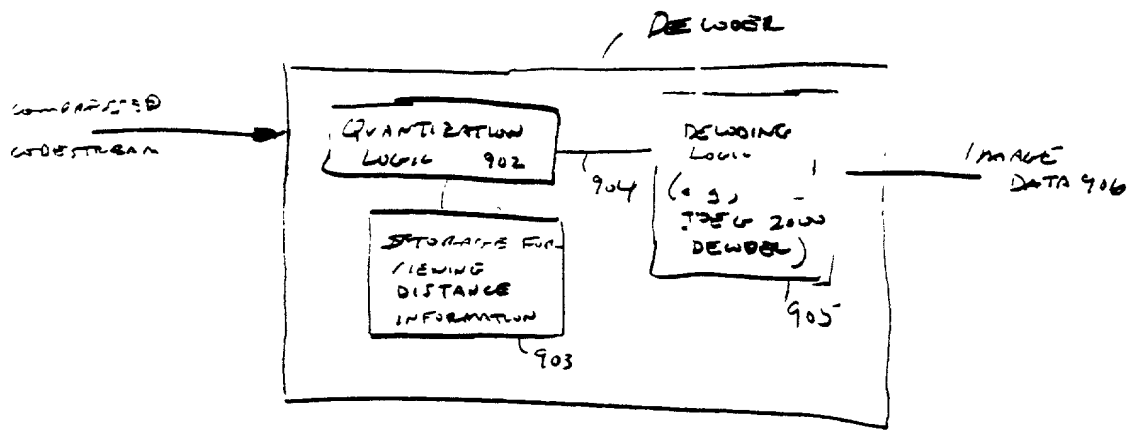 DECODER
COMPRESSED
CODESTREAM
QUANTIZATION
LOGIC 902
904
DECODING
LOGIC
(e.g.,
JPEG 2000
DECODER)
905
IMAGE
DATA 906
STORAGE FOR
VIEWING
DISTANCE
INFORMATION
903